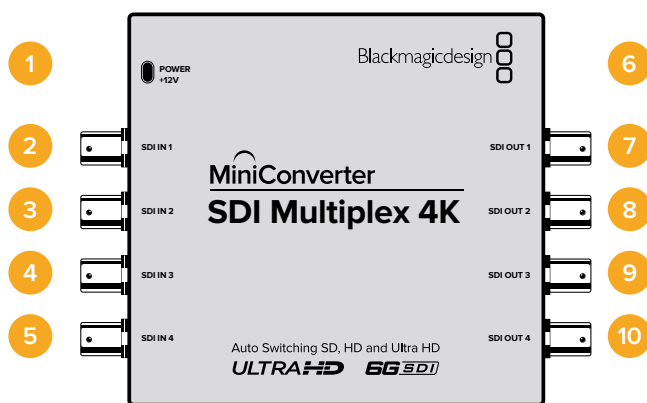 1
POWER
+12V
Blackmagicdesign
6
2
SDI IN 1
SDI OUT 1
7
MiniConverter
3
SDI IN 2
SDI Multiplex 4K
SDI OUT 2
8
4
SDI IN 3
SDI OUT 3
9
5
SDI IN 4
SDI OUT 4
10
Auto Switching SD, HD and Ultra HD
ULTRAHD 6G SDI